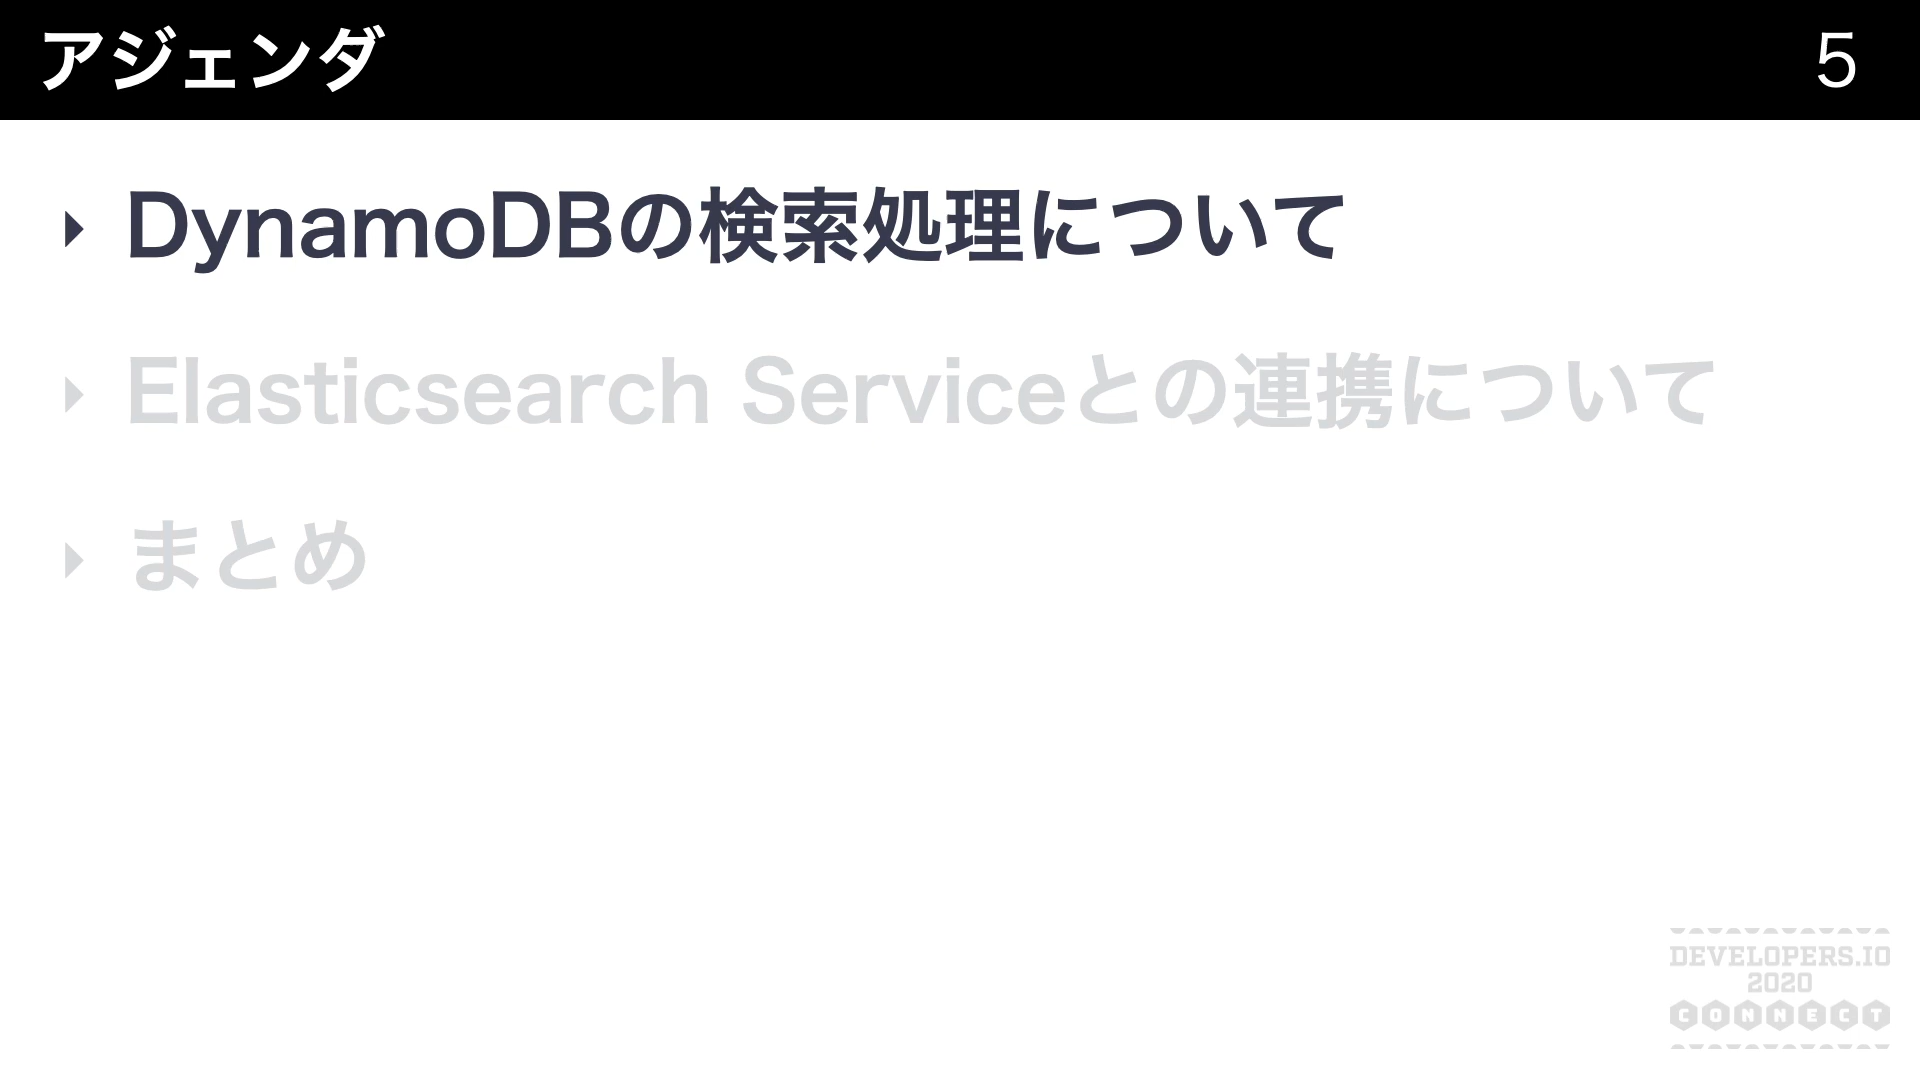 アジェンダ
5
DynamoDBの検索処理について
Elasticsearch Serviceとの連携について
まとめ
DEVELOPERS.IO
2020
CONNECT